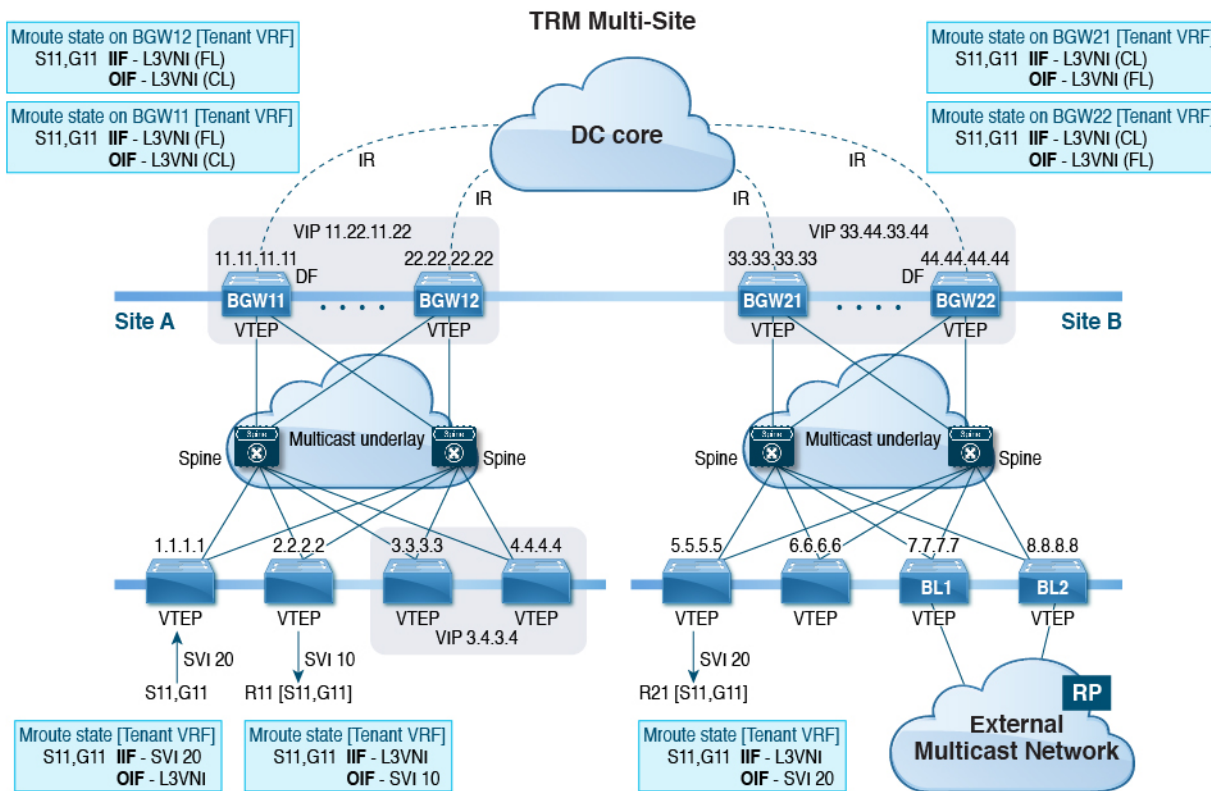 TRM Multi-Site
Mroute state on BGW12 [Tenant VRF]
S11,G11 IIF - L3VNI (FL)
OIF - L3VNI (CL)
Mroute state on BGW11 [Tenant VRF]
S11,G11 IIF - L3VNI (FL)
OIF - L3VNI (CL)
Mroute state on BGW21 [Tenant VRF]
S11,G11 IIF - L3VNI (CL)
OIF - L3VNI (FL)
Mroute state on BGW22 [Tenant VRF]
S11,G11 IIF - L3VNI (CL)
OIF - L3VNI (FL)
DC core
IR
IR
IR
IR
VIP 11.22.11.22
VIP 33.44.33.44
11.11.11.11
22.22.22.22
33.33.33.33
44.44.44.44
DF
DF
BGW11
BGW12
BGW21
BGW22
Site A
VTEP
VTEP
VTEP
VTEP
Site B
Spine
Spine
Spine
Spine
Multicast underlay
Multicast underlay
Spine
Spine
Spine
Spine
1.1.1.1
2.2.2.2
3.3.3.3
4.4.4.4
5.5.5.5
6.6.6.6
7.7.7.7
8.8.8.8
BL1
BL2
VTEP
VTEP
VTEP
VTEP
VTEP
VTEP
VTEP
VTEP
VIP 3.4.3.4
SVI 20
SVI 10
SVI 20
S11,G11
R11 [S11,G11]
R21 [S11,G11]
RP
External
Multicast Network
Mroute state [Tenant VRF]
S11,G11 IIF - SVI 20
OIF - L3VNI
Mroute state [Tenant VRF]
S11,G11 IIF - L3VNI
OIF - SVI 10
Mroute state [Tenant VRF]
S11,G11 IIF - L3VNI
OIF - SVI 20